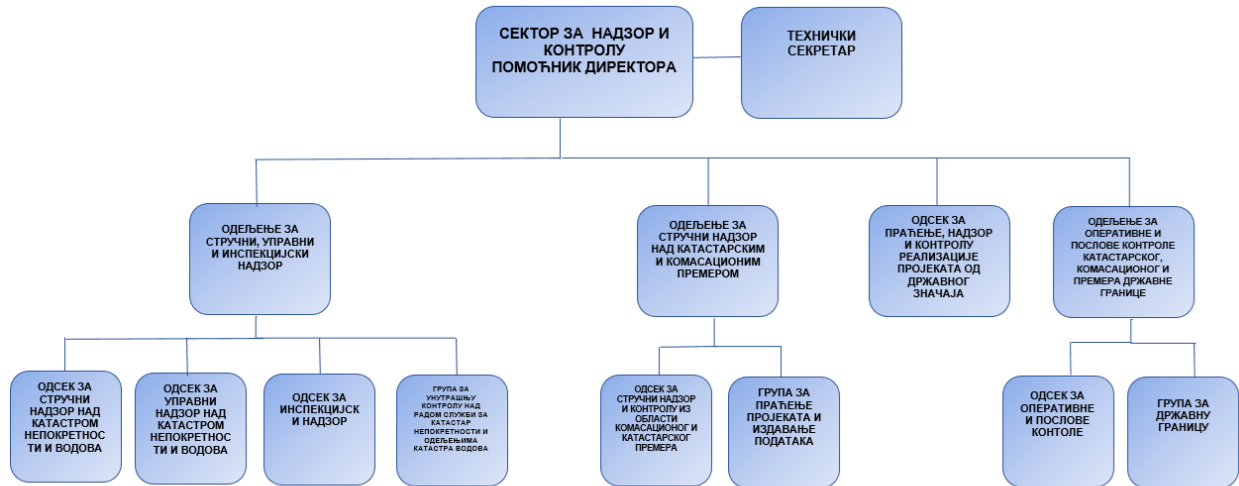 СЕКТОР ЗА НАДЗОР И
КОНТРОЛУ
ПОМОЋНИК ДИРЕКТОРА
ТЕХНИЧКИ
СЕКРЕТАР
ОДЕЉЕЊЕ ЗА
СТРУЧНИ, УПРАВНИ
И ИНСПЕКЦИЈСКИ
НАДЗОР
ОДЕЉЕЊЕ ЗА
СТРУЧНИ НАДЗОР
НАД КАТАСТАРСКИМ
И КОМАСАЦИОНИМ
ПРЕМЕРОМ
ОДСЕК ЗА
ПРАЋЕЊЕ, НАДЗОР
И КОНТРОЛУ
РЕАЛИЗАЦИЈЕ
ПРОЈЕКАТА ОД
ДРЖАВНОГ
ЗНАЧАЈА
ОДЕЉЕЊЕ ЗА
ОПЕРАТИВНЕ И
ПОСЛОВЕ КОНТРОЛЕ
КАТАСТАРСКОГ,
КОМАСАЦИОНОГ И
ПРЕМЕРА ДРЖАВНЕ
ГРАНИЦЕ
ОДСЕК ЗА
СТРУЧНИ
НАДЗОР НАД
КАТАСТРОМ
НЕПОКРЕТНОС
ТИ И ВОДОВА
ОДСЕК ЗА
УПРАВНИ
НАДЗОР НАД
КАТАСТРОМ
НЕПОКРЕТНОС
ТИ И ВОДОВА
ОДСЕК ЗА
ИНСПЕКЦИЈСК
И НАДЗОР
ГРУПА ЗА
УНУТРАШЊУ
КОНТРОЛУ НАД
РАДОМ СЛУЖБИ ЗА
КАТАСТАР
НЕПОКРЕТНОСТИ И
ОДЕЉЕЊИМА
КАТАСТРА ВОДОВА
ОДСЕК ЗА
СТРУЧНИ НАДЗОР
И КОНТРОЛУ ИЗ
ОБЛАСТИ
КОМАСАЦИОНОГ И
КАТАСТАРСКОГ
ПРЕМЕРА
ГРУПА ЗА
ПРАЋЕЊЕ
ПРОЈЕКАТА И
ИЗДАВАЊЕ
ПОДАТАКА
ОДСЕК ЗА
ОПЕРАТИВНЕ
И ПОСЛОВЕ
КОНТОЛЕ
ГРУПА ЗА
ДРЖАВНУ
ГРАНИЦУ